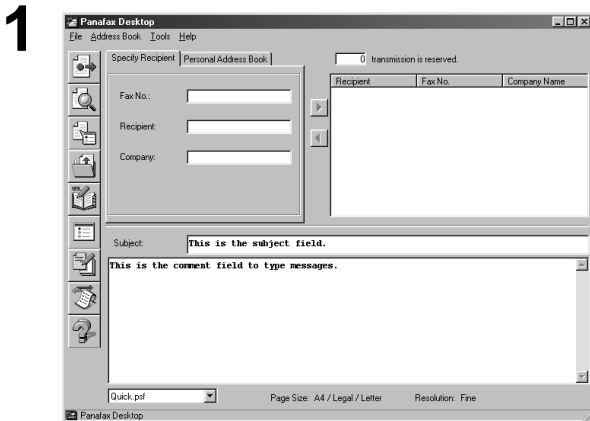 1
Panafax Desktop
File Address Book Tools Help
Specify Recipient Personal Address Book
0 transmission is reserved.
Recipient Fax No. Company Name
Fax No.:
Recipient:
Company:
Subject: This is the subject field.
This is the comment field to type messages.
Quick.psf Page Size: A4 / Legal / Letter Resolution: Fine
Panafax Desktop